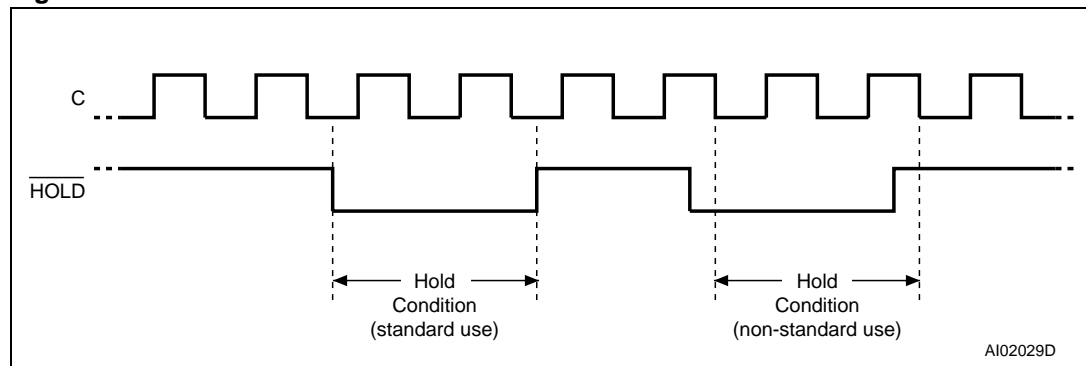 C
HOLD
Hold
Condition
(standard use)
Hold
Condition
(non-standard use)
AI02029D